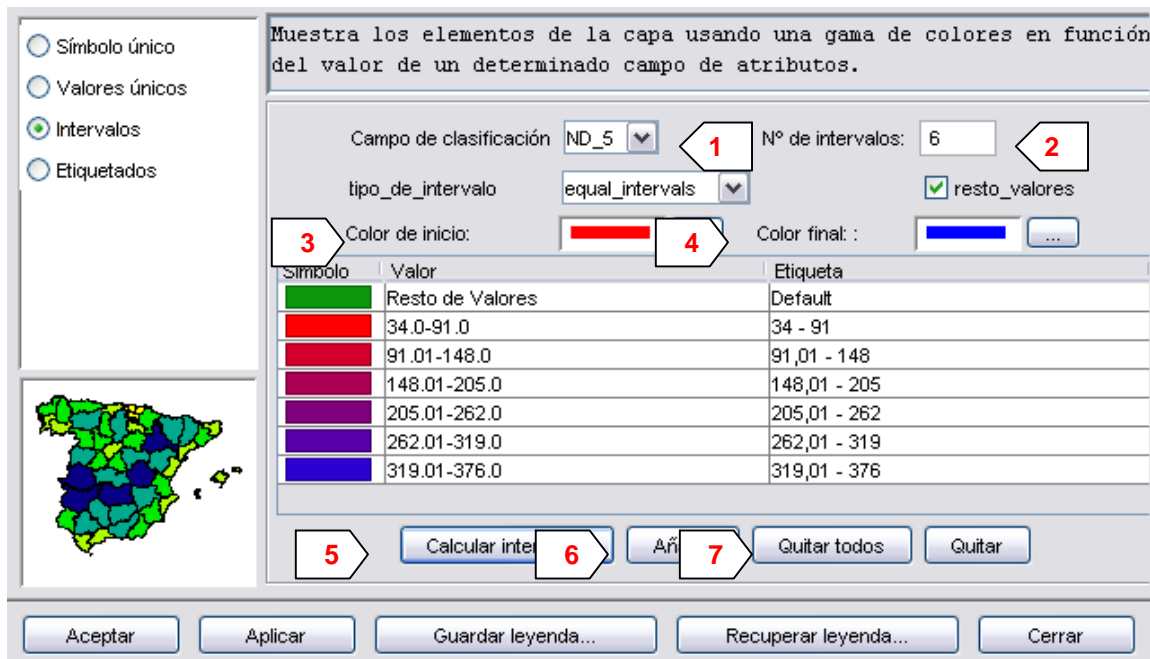 Símbolo único
Valores únicos
Intervalos
Etiquetados
Muestra los elementos de la capa usando una gama de colores en función
del valor de un determinado campo de atributos.
Campo de clasificación ND_5 1 Nº de intervalos: 6 2
tipo_de_intervalo equal_intervals resto_valores
3 Color de inicio: 4 Color final: : ...
Símbolo Valor Etiqueta
Resto de Valores Default
34.0-91.0 34 - 91
91.01-148.0 91,01 - 148
148.01-205.0 148,01 - 205
205.01-262.0 205,01 - 262
262.01-319.0 262,01 - 319
319.01-376.0 319,01 - 376
5 Calcular 6 7 Quitar todos Quitar
Aceptar Aplicar Guardar leyenda... Recuperar leyenda... Cerrar